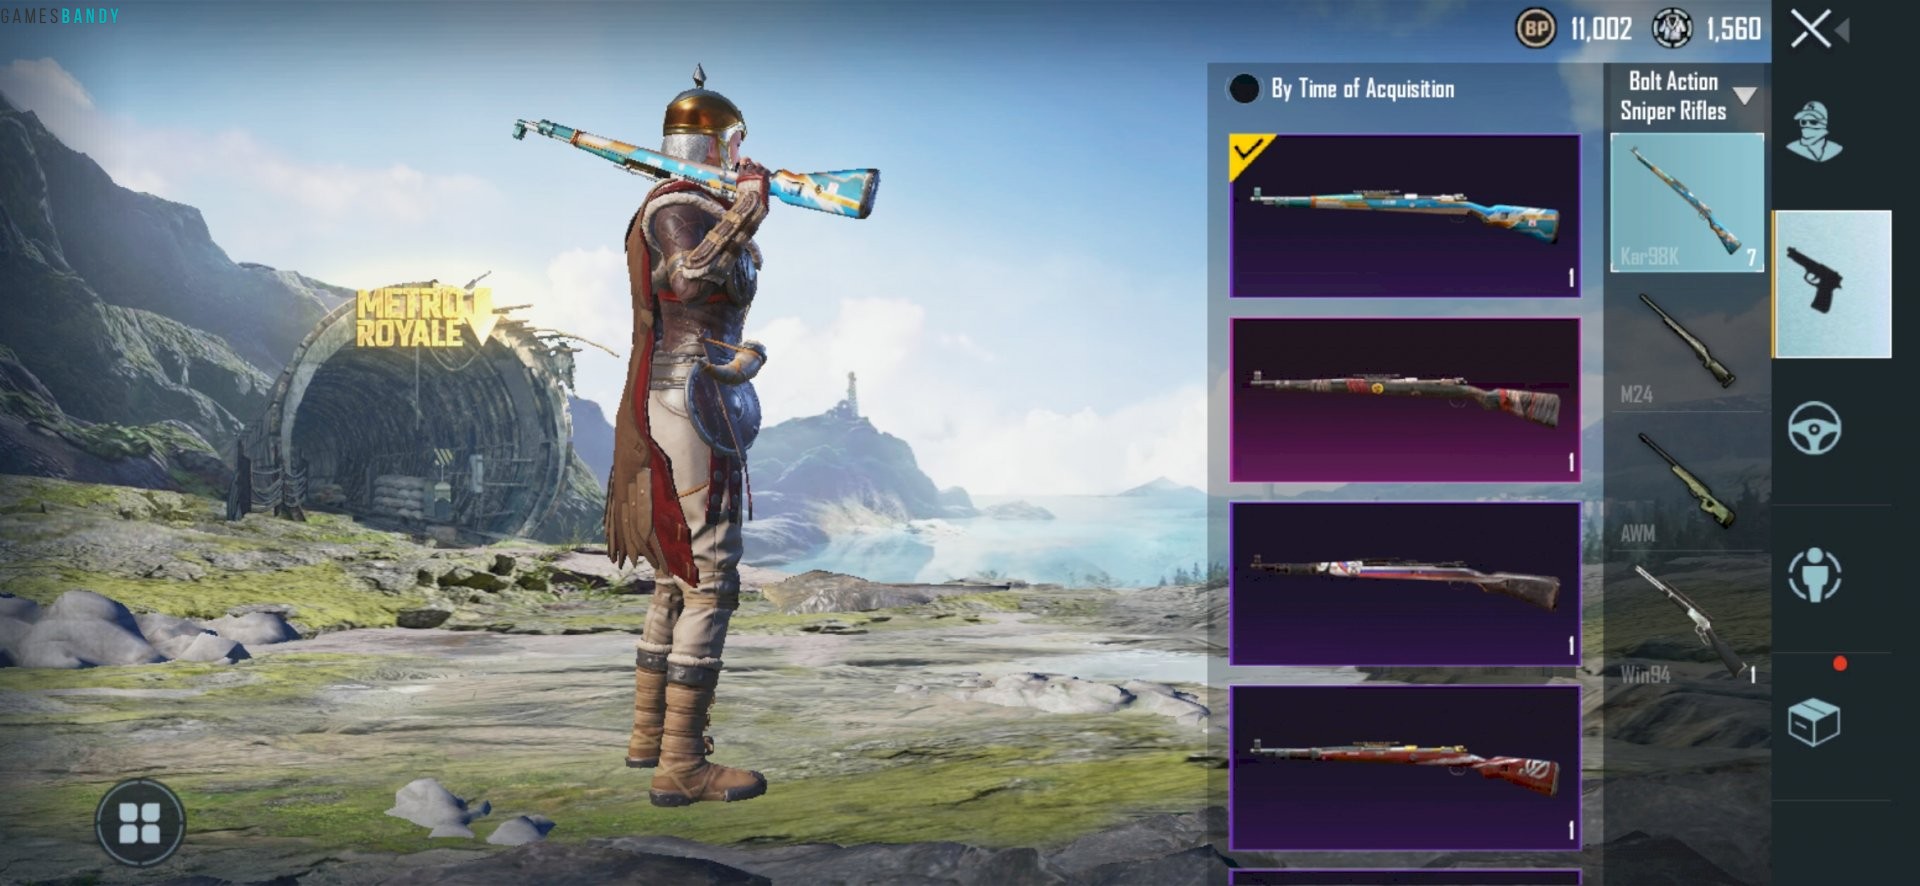 GAMESBANDY
BP 11,002 1,560
By Time of Acquisition
Bolt Action
Sniper Rifles
Kar98K 7
1
METRO
ROYALE
1
M24
1
AWM
Win94 1
1